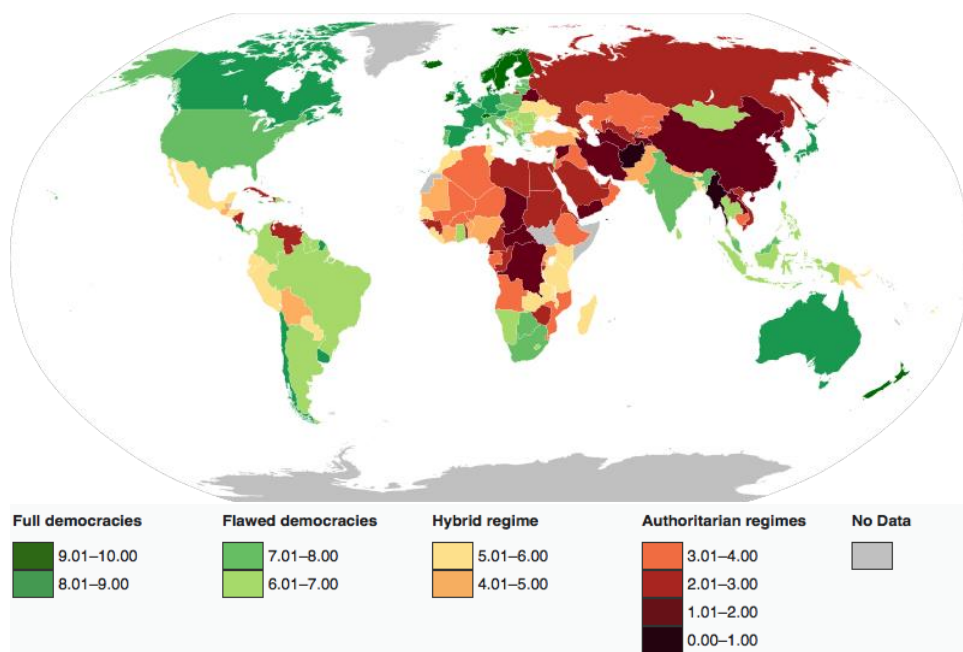 Full democracies
9.01–10.00
8.01–9.00
Flawed democracies
7.01–8.00
6.01–7.00
Hybrid regime
5.01–6.00
4.01–5.00
Authoritarian regimes
3.01–4.00
2.01–3.00
1.01–2.00
0.00–1.00
No Data